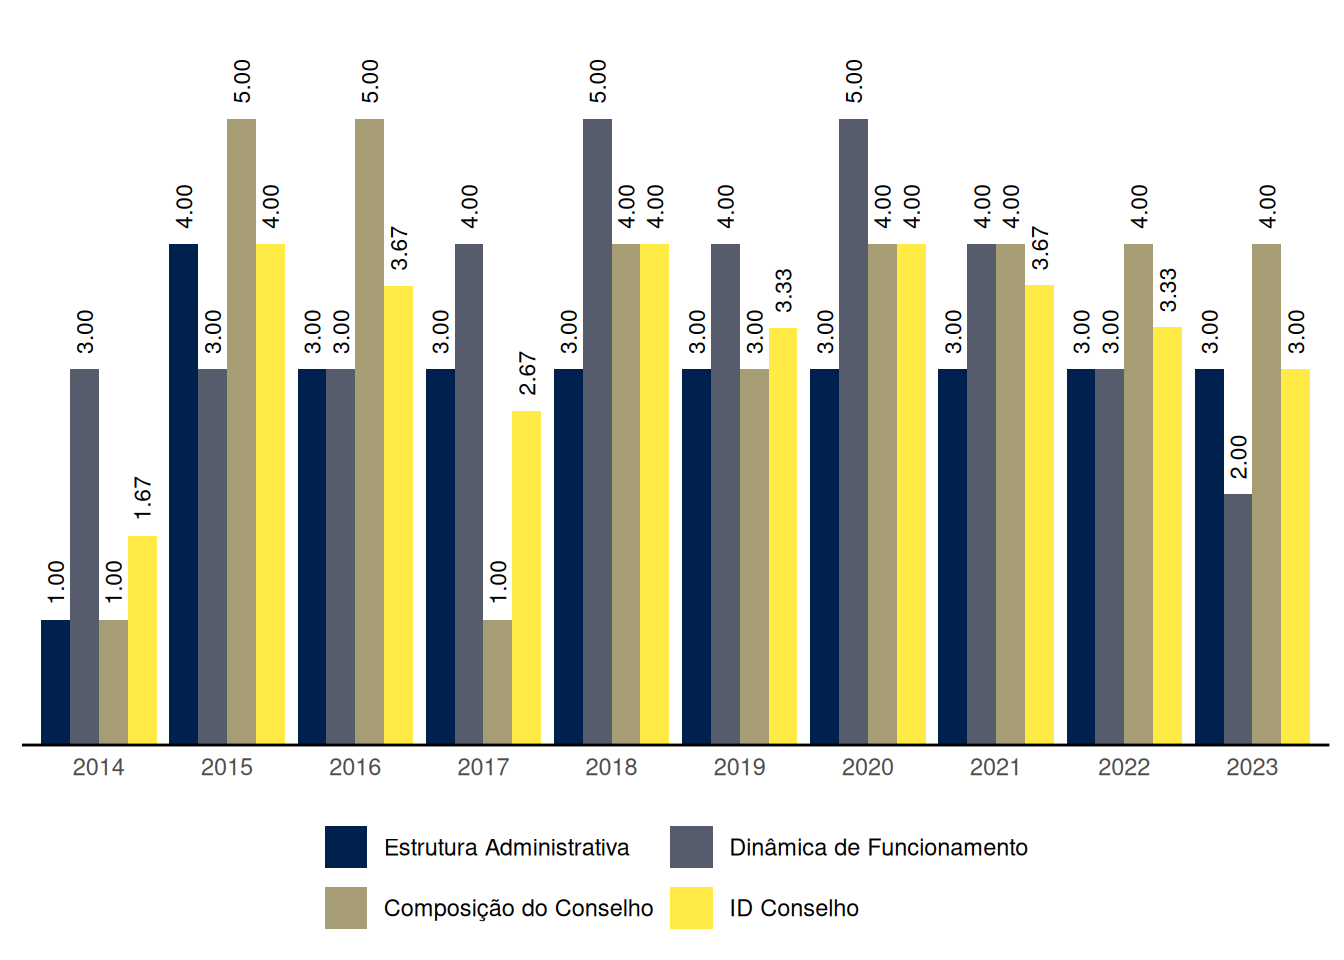 5.00 5.00 5.00 5.00
4.00 4.00 4.00 4.00 4.00 4.00 4.00 4.00 4.00 4.00 4.00 4.00
3.67 3.67
3.33 3.33
3.00 3.00 3.00 3.00 3.00 3.00 3.00 3.00 3.00 3.00 3.00 3.00 3.00 3.00
2.67
2.00
1.67
1.00 1.00 1.00
2014 2015 2016 2017 2018 2019 2020 2021 2022 2023
Estrutura Administrativa Dinâmica de Funcionamento
Composição do Conselho ID Conselho